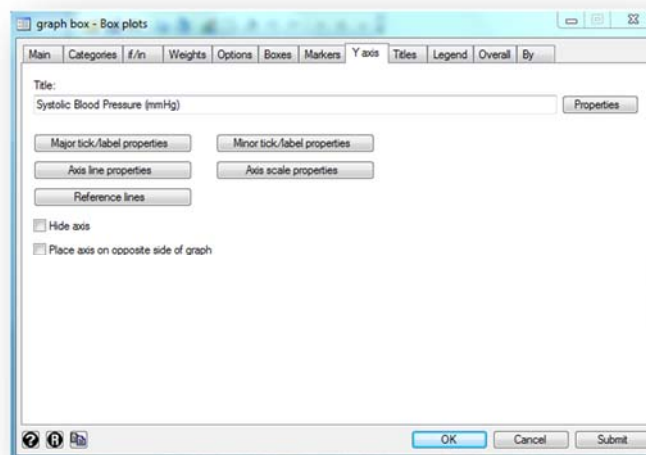 graph box - Box plots
Main Categories if/in Weights Options Boxes Markers Y axis Titles Legend Overall By
Title:
Systolic Blood Pressure (mmHg) Properties
Major tick/label properties Minor tick/label properties
Axis line properties Axis scale properties
Reference lines
Hide axis
Place axis on opposite side of graph
? R OK Cancel Submit